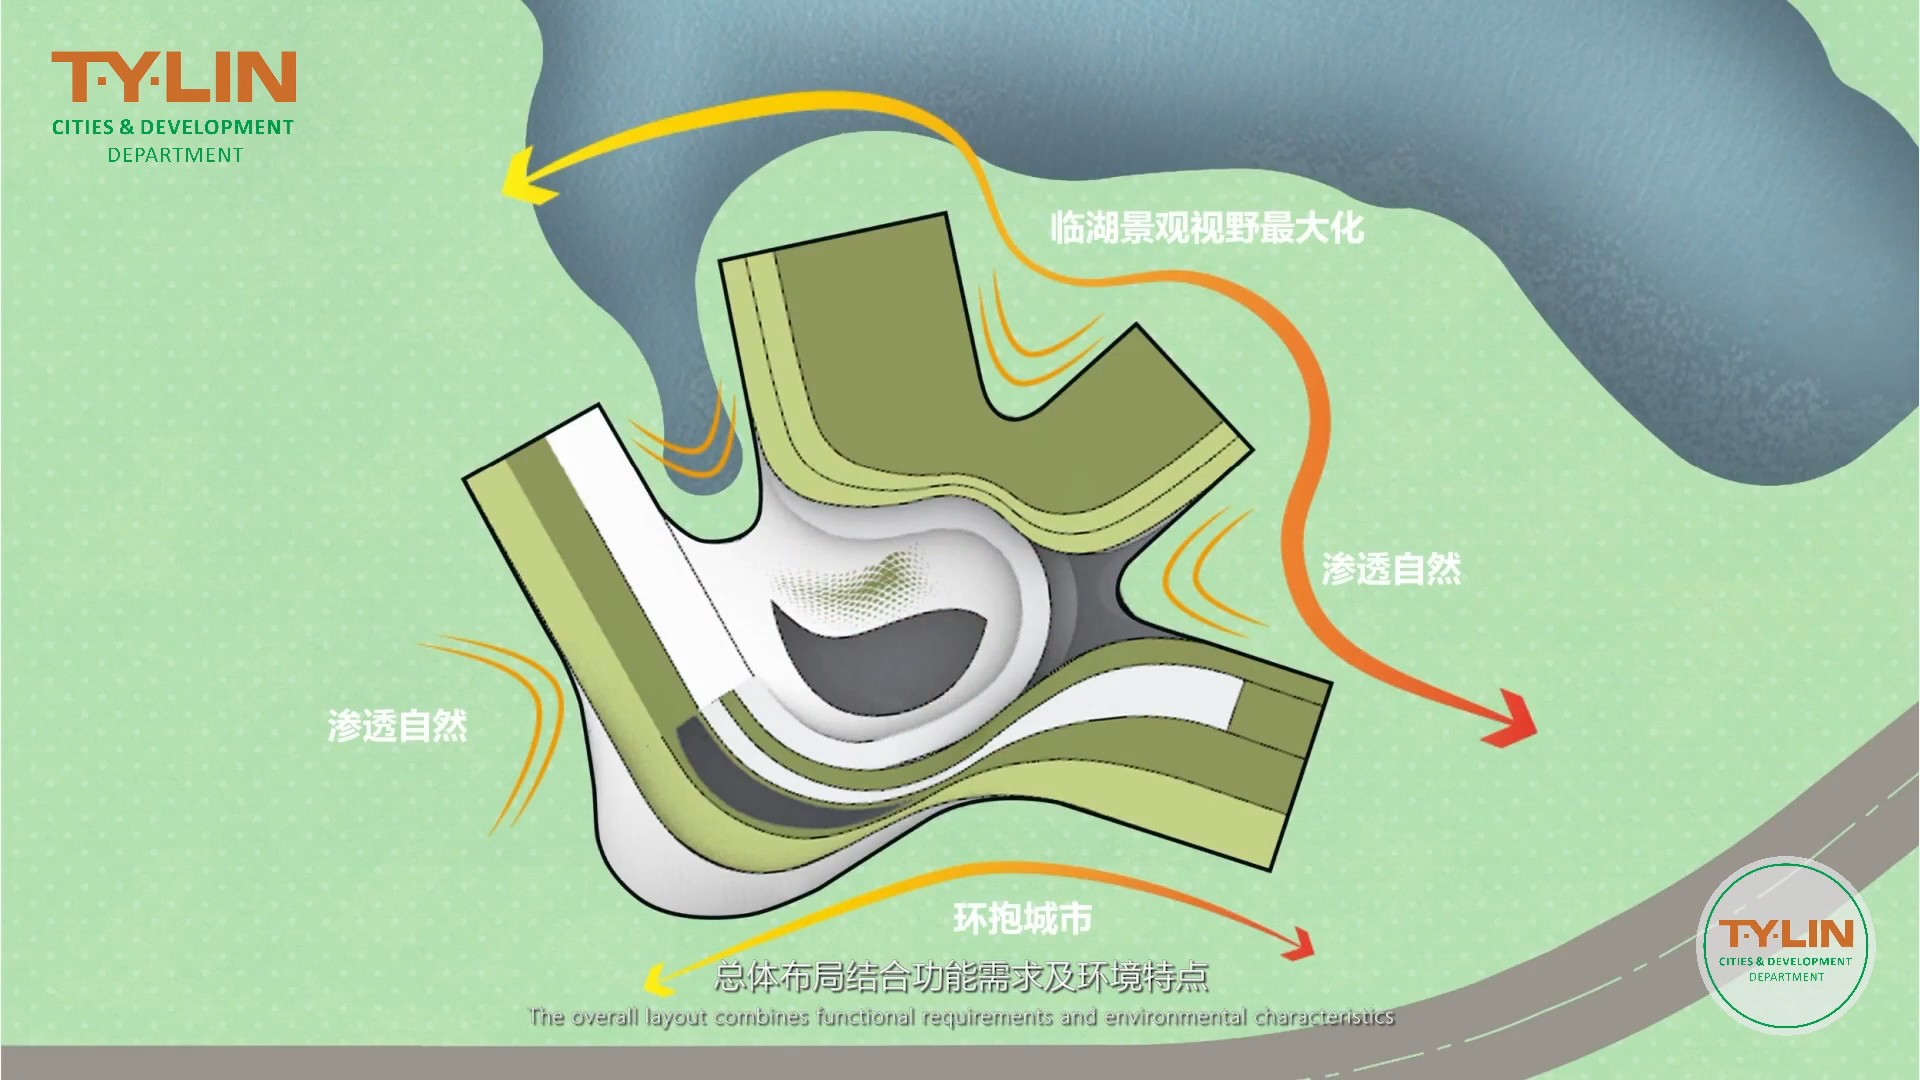 T·Y·LIN
CITIES & DEVELOPMENT
DEPARTMENT
临湖景观视野最大化
渗透自然
渗透自然
环抱城市
总体布局结合功能需求及环境特点
The overall layout combines functional requirements and environmental characteristics
T·Y·LIN
CITIES & DEVELOPMENT
DEPARTMENT